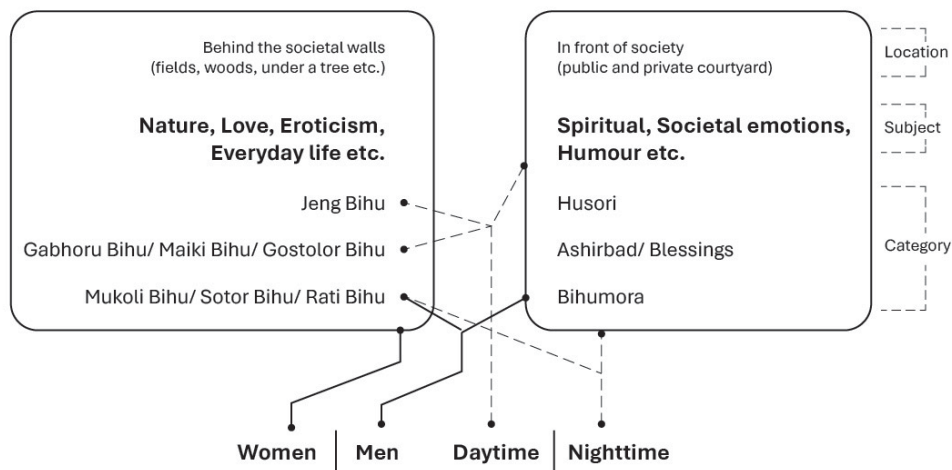 Behind the societal walls
(fields, woods, under a tree etc.)
Nature, Love, Eroticism,
Everyday life etc.
Jeng Bihu
Gabhoru Bihu/ Maiki Bihu/ Gostolor Bihu
Mukoli Bihu/ Sotor Bihu/ Rati Bihu
In front of society
(public and private courtyard)
Spiritual, Societal emotions,
Humour etc.
Husori
Ashirbad/ Blessings
Bihumora
Location
Subject
Category
Women
Men
Daytime
Nighttime